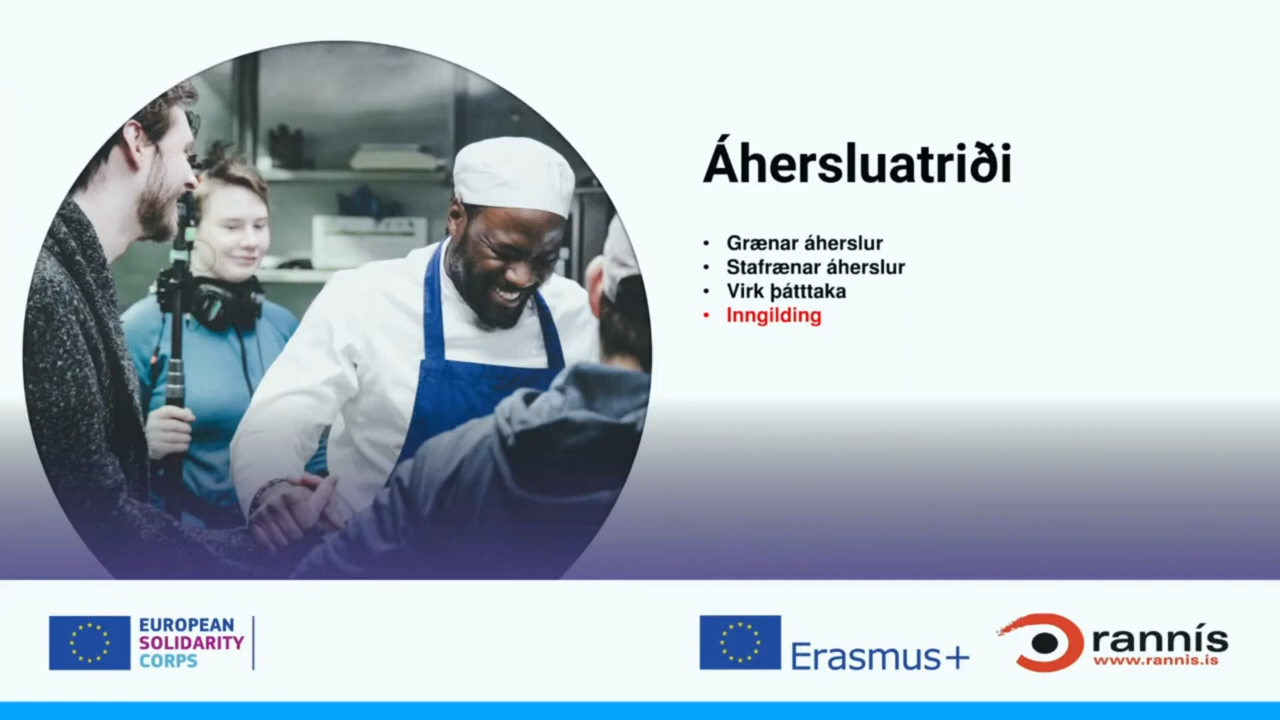 Áhersluatriði
• Grænar áherslur
• Stafrænar áherslur
• Virk þátttaka
• Inngilding
EUROPEAN
SOLIDARITY
CORPS
Erasmus+
rannís
www.rannis.is